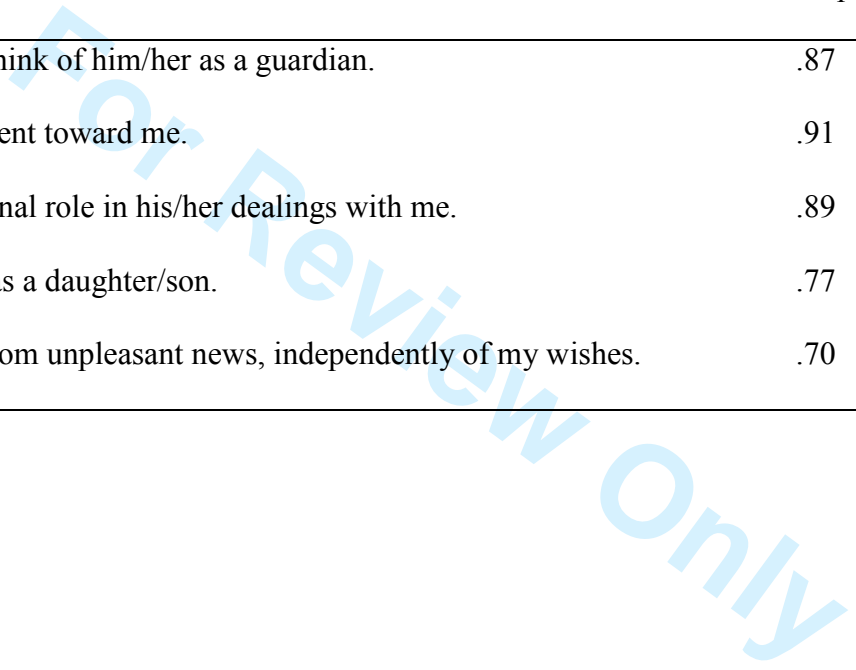 hink of him/her as a guardian. .87
ent toward me. .91
nal role in his/her dealings with me. .89
s a daughter/son. .77
om unpleasant news, independently of my wishes. .70
For Review Only